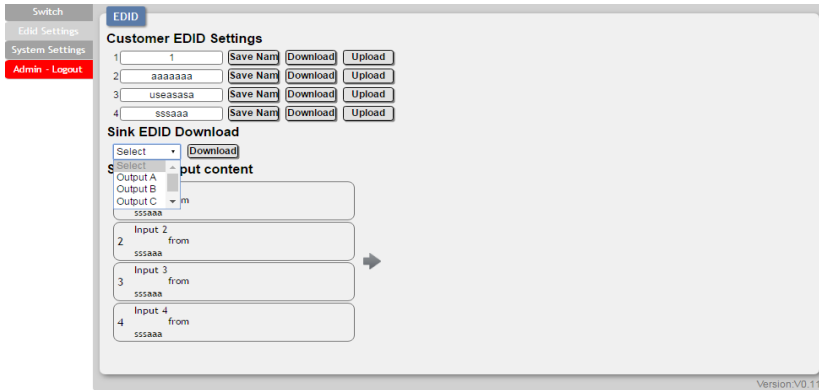 Switch
Edid Settings
System Settings
Admin - Logout
EDID
Customer EDID Settings
1 1 Save Nam Download Upload
2 aaaaaaa Save Nam Download Upload
3 useasasa Save Nam Download Upload
4 sssaaa Save Nam Download Upload
Sink EDID Download
Select Download
Select
Output A
Output B
Output C
S put content
m
sssaaa
Input 2
2 from
sssaaa
Input 3
3 from
sssaaa
Input 4
4 from
sssaaa
Version:V0.11